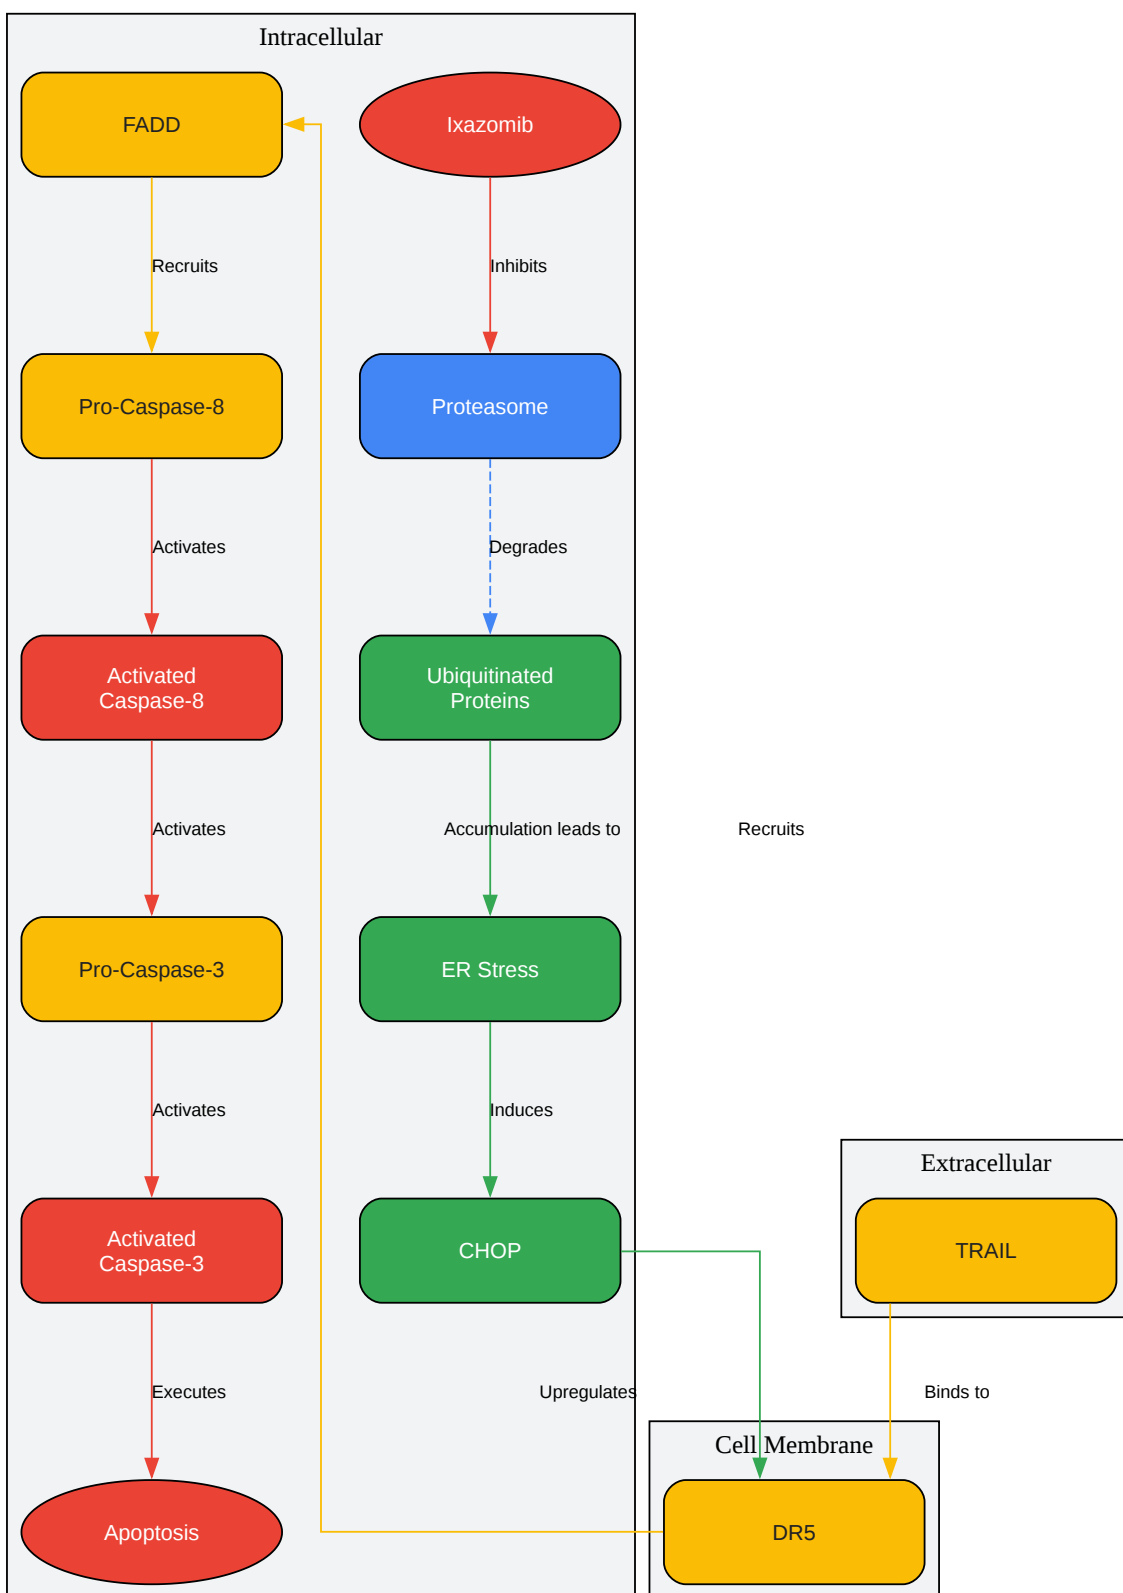 Intracellular
FADD
Ixazomib
Recruits
Inhibits
Pro-Caspase-8
Proteasome
Activates
Degrades
Activated
Caspase-8
Ubiquitinated
Proteins
Activates
Accumulation leads to
Recruits
Pro-Caspase-3
ER Stress
Activates
Induces
Extracellular
Activated
Caspase-3
CHOP
TRAIL
Executes
Upregulates
Binds to
Cell Membrane
Apoptosis
DR5